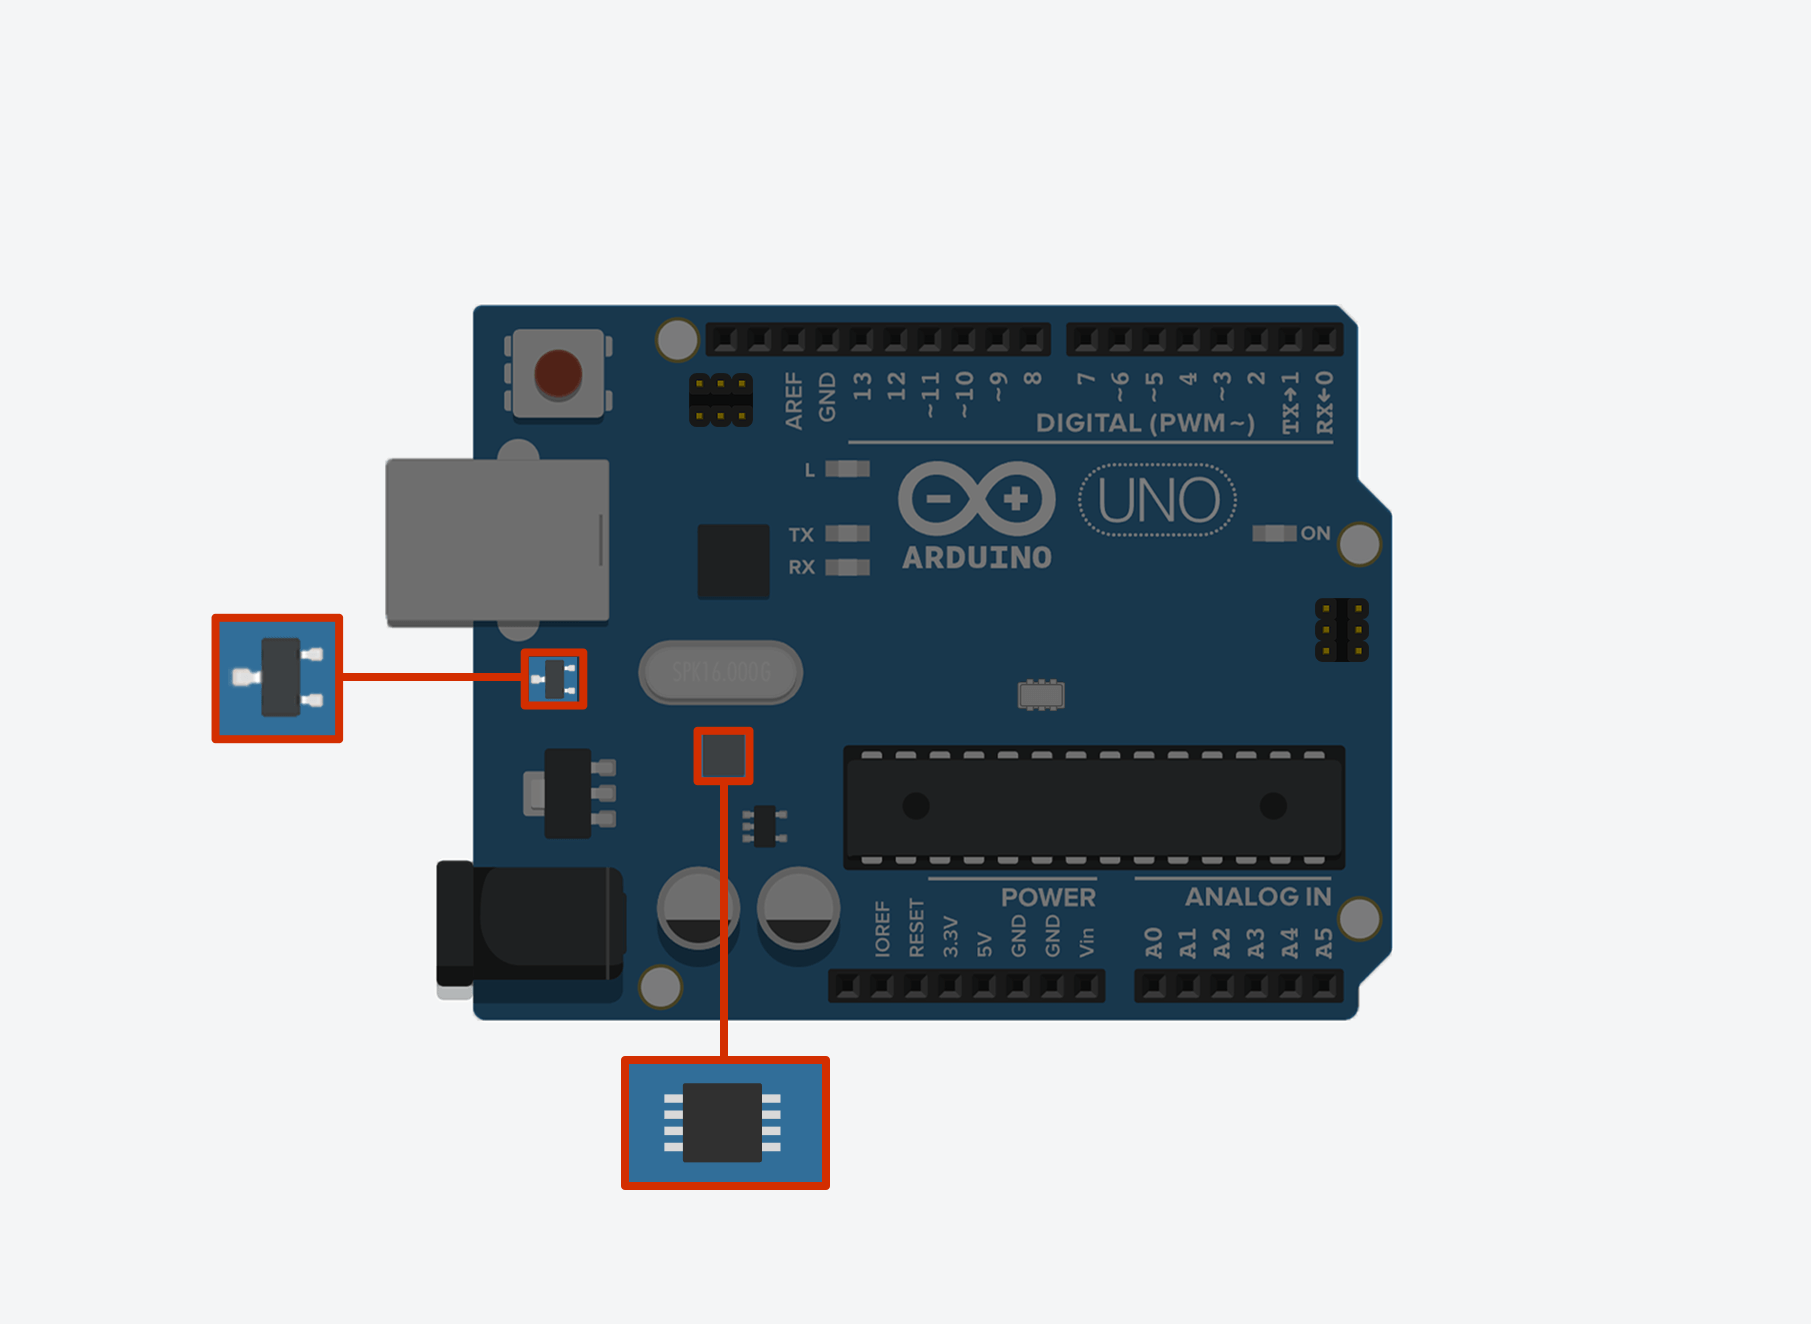 AREF
GND
13
12
~11
~10
~9
8
7
~6
~5
4
~3
2
TX→1
RX←0
DIGITAL (PWM~)
L
TX
RX
ARDUINO
UNO
ON
SPK16.000G
POWER
ANALOG IN
IOREF
RESET
3.3V
5V
GND
GND
Vin
A0
A1
A2
A3
A4
A5